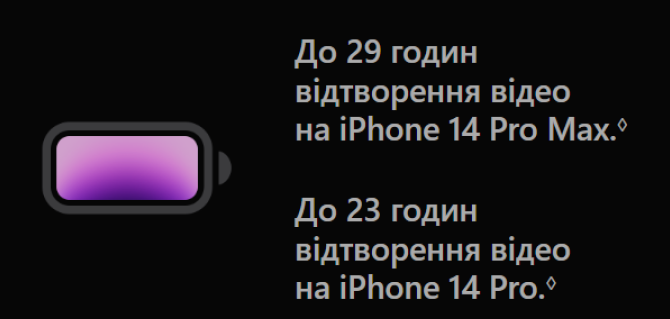 До 29 годин
відтворення відео
на iPhone 14 Pro Max.◊
До 23 годин
відтворення відео
на iPhone 14 Pro.◊